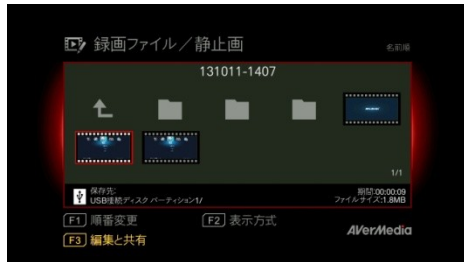 録画ファイル／静止画
名前順
131011-1407
1/1
保存先:
USB接続ディスク パーティション1/
期間:00:00:09
ファイルサイズ:1.8MB
F1 順番変更
F2 表示方式
F3 編集と共有
AVerMedia